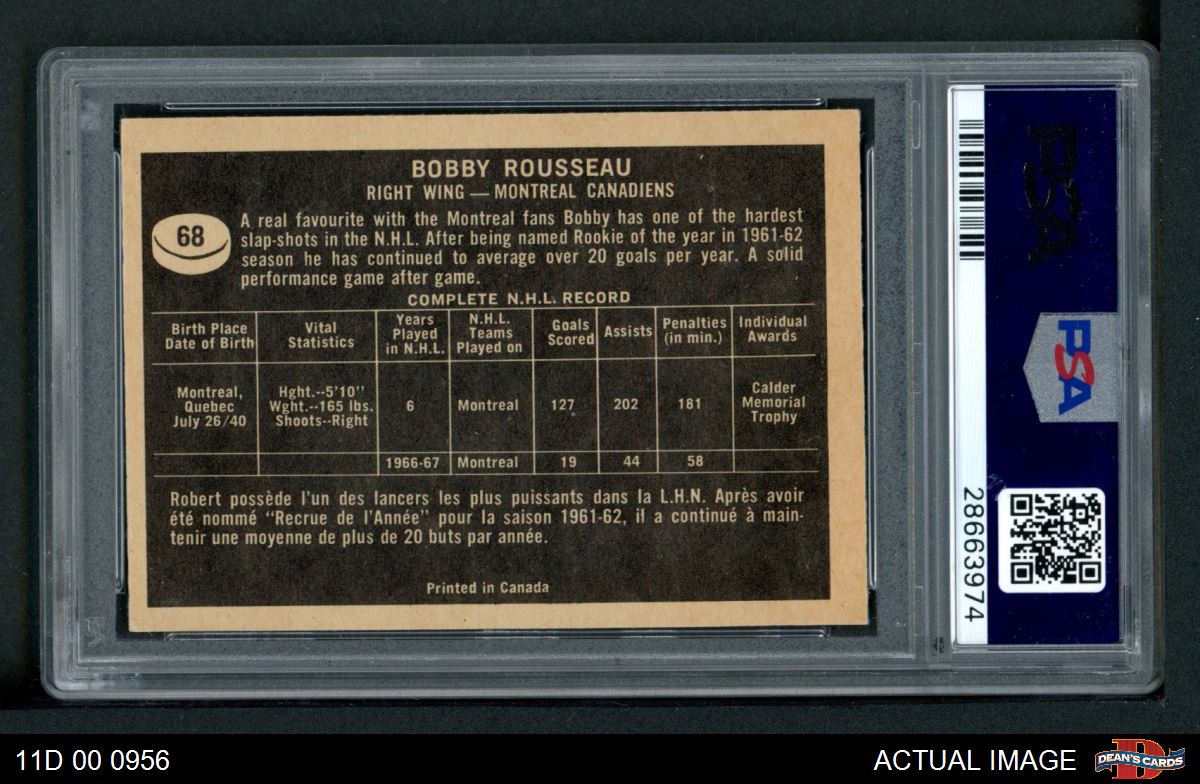 BOBBY ROUSSEAU
RIGHT WING — MONTREAL CANADIENS
68
A real favourite with the Montreal fans Bobby has one of the hardest
slap-shots in the N.H.L. After being named Rookie of the year in 1961-62
season he has continued to average over 20 goals per year. A solid
performance game after game.
COMPLETE N.H.L. RECORD
Birth Place
Date of Birth
Vital
Statistics
Years
Played
in N.H.L.
N.H.L.
Teams
Played on
Goals
Scored
Assists
Penalties
(in min.)
Individual
Awards
Montreal,
Quebec
July 26/40
Hght.--5'10''
Wght.--165 lbs.
Shoots--Right
6
Montreal
127
202
181
Calder
Memorial
Trophy
1966-67
Montreal
19
44
58
Robert possède l'un des lancers les plus puissants dans la L.H.N. Après avoir
été nommé "Recrue de l'Année" pour la saison 1961-62, il a continué à main-
tenir une moyenne de plus de 20 buts par année.
Printed in Canada
PSA
PSA
28663974
11D 00 0956
ACTUAL IMAGE
D
DEAN'S CARDS